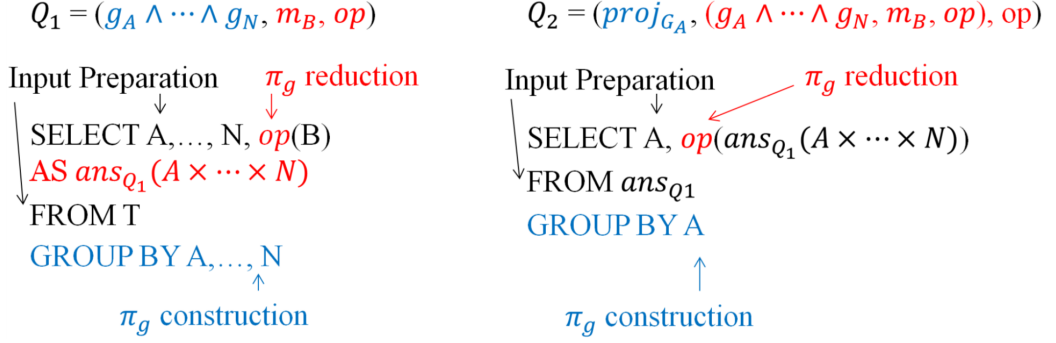 Q₁ = (g_A ∧ ⋯ ∧ g_N, m_B, op)
Input Preparation
π_g reduction
SELECT A,…, N, op(B)
AS ans_{Q₁}(A × ⋯ × N)
FROM T
GROUP BY A,…, N
π_g construction
Q₂ = (proj_{G_A}, (g_A ∧ ⋯ ∧ g_N, m_B, op), op)
Input Preparation
π_g reduction
SELECT A, op(ans_{Q₁}(A × ⋯ × N))
FROM ans_{Q1}
GROUP BY A
π_g construction